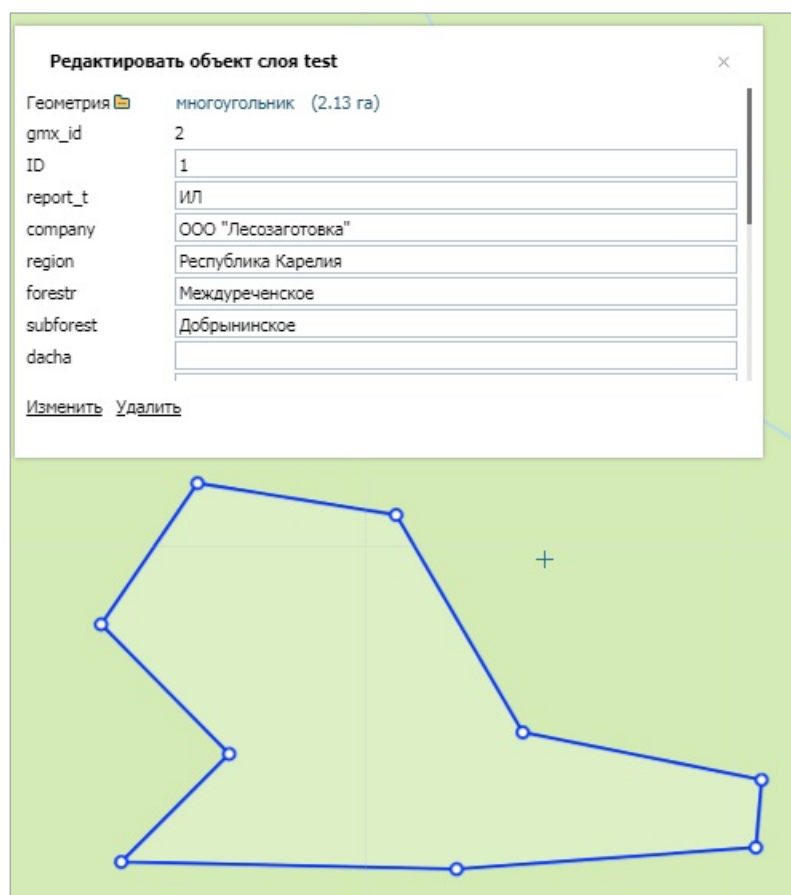 Редактировать объект слоя test
Геометрия многоугольник (2.13 га)
gmx_id 2
ID 1
report_t ИЛ
company ООО "Лесозаготовка"
region Республика Карелия
forestr Междуреченское
subforest Добрынинское
dacha
Изменить Удалить